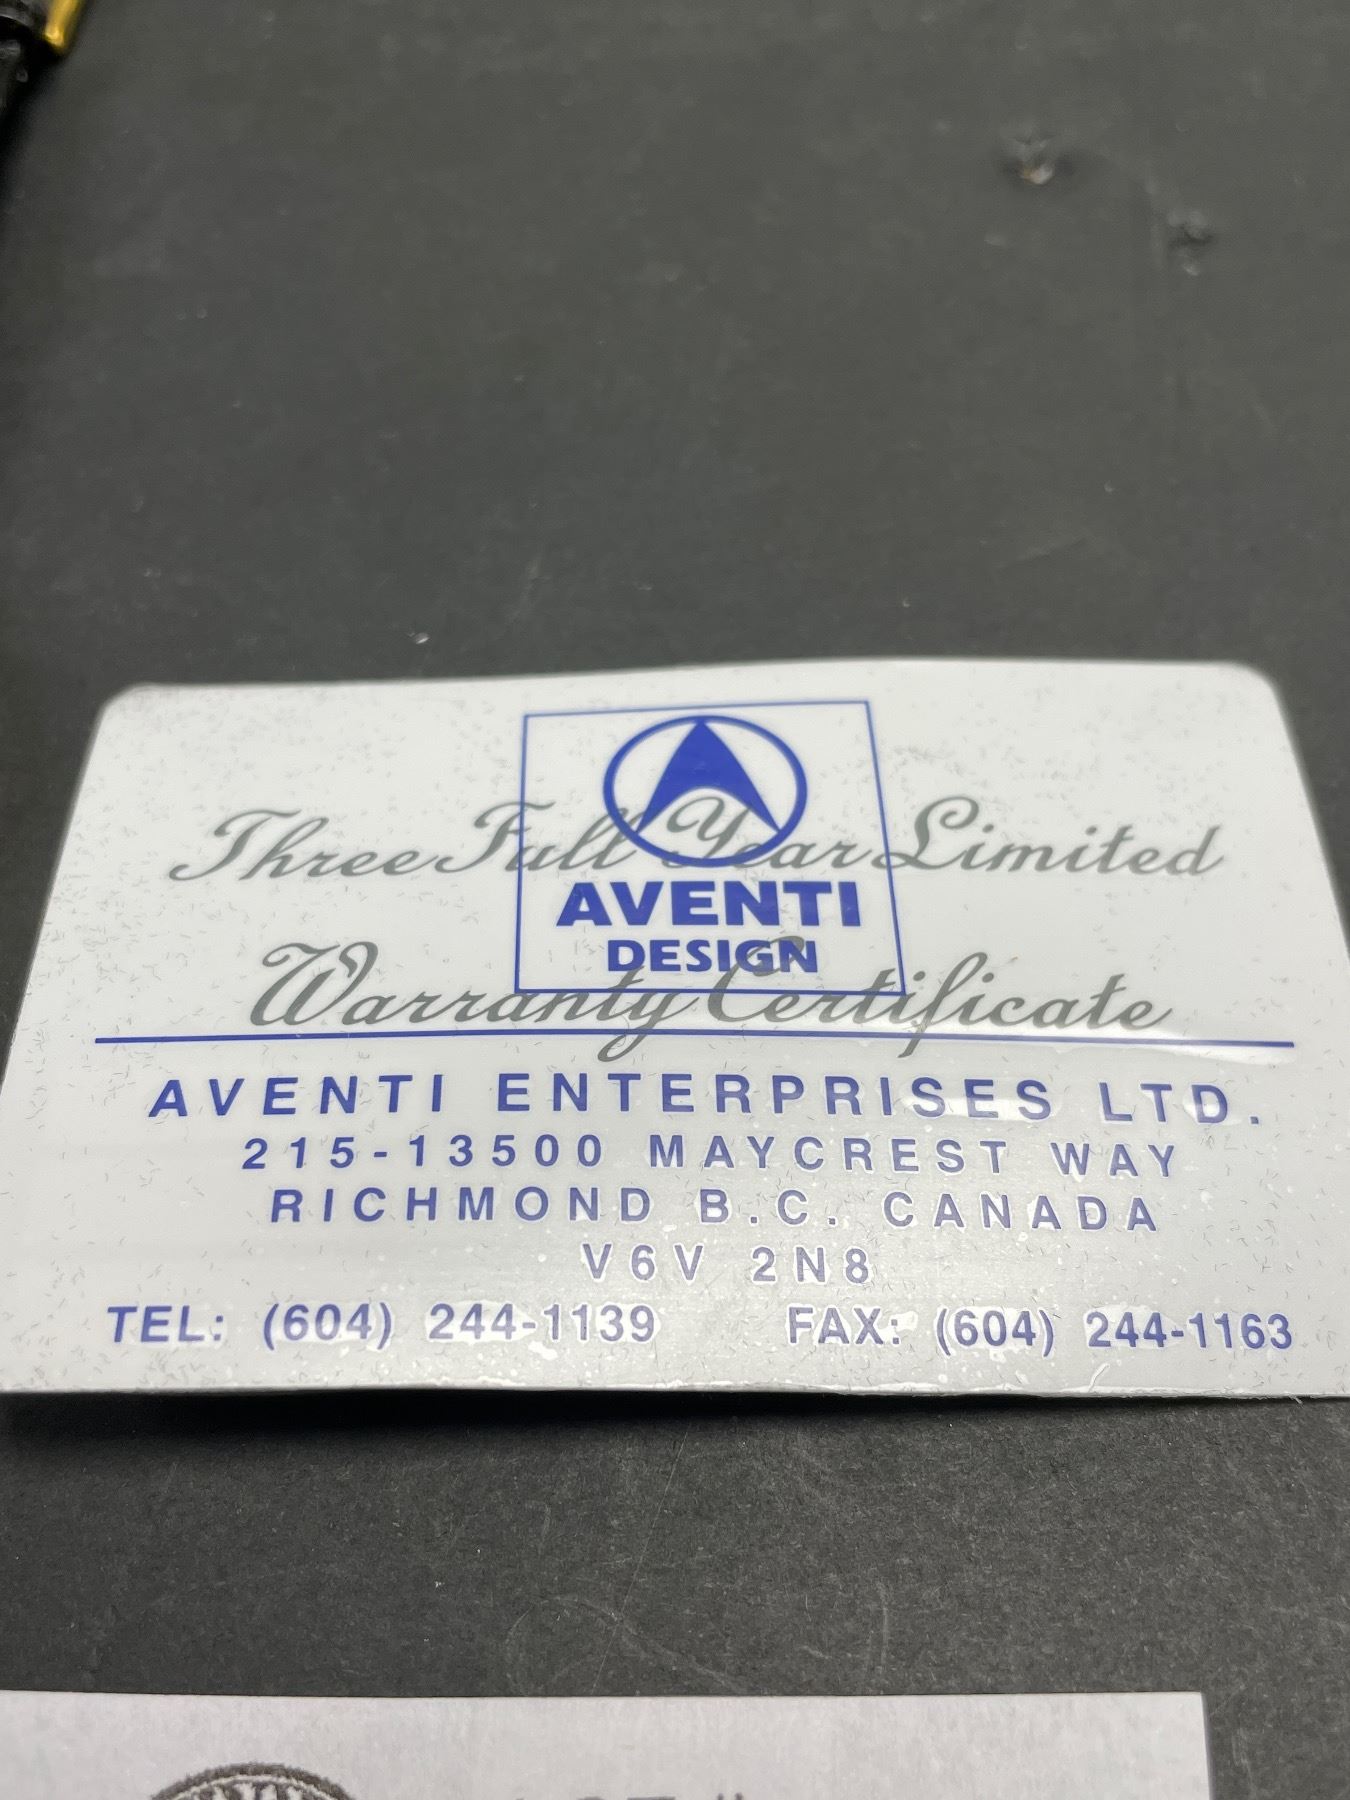 Three Full Year Limited
AVENTI
DESIGN
Warranty Certificate
AVENTI ENTERPRISES LTD.
215-13500 MAYCREST WAY
RICHMOND B.C. CANADA
V6V 2N8
TEL: (604) 244-1139 FAX: (604) 244-1163